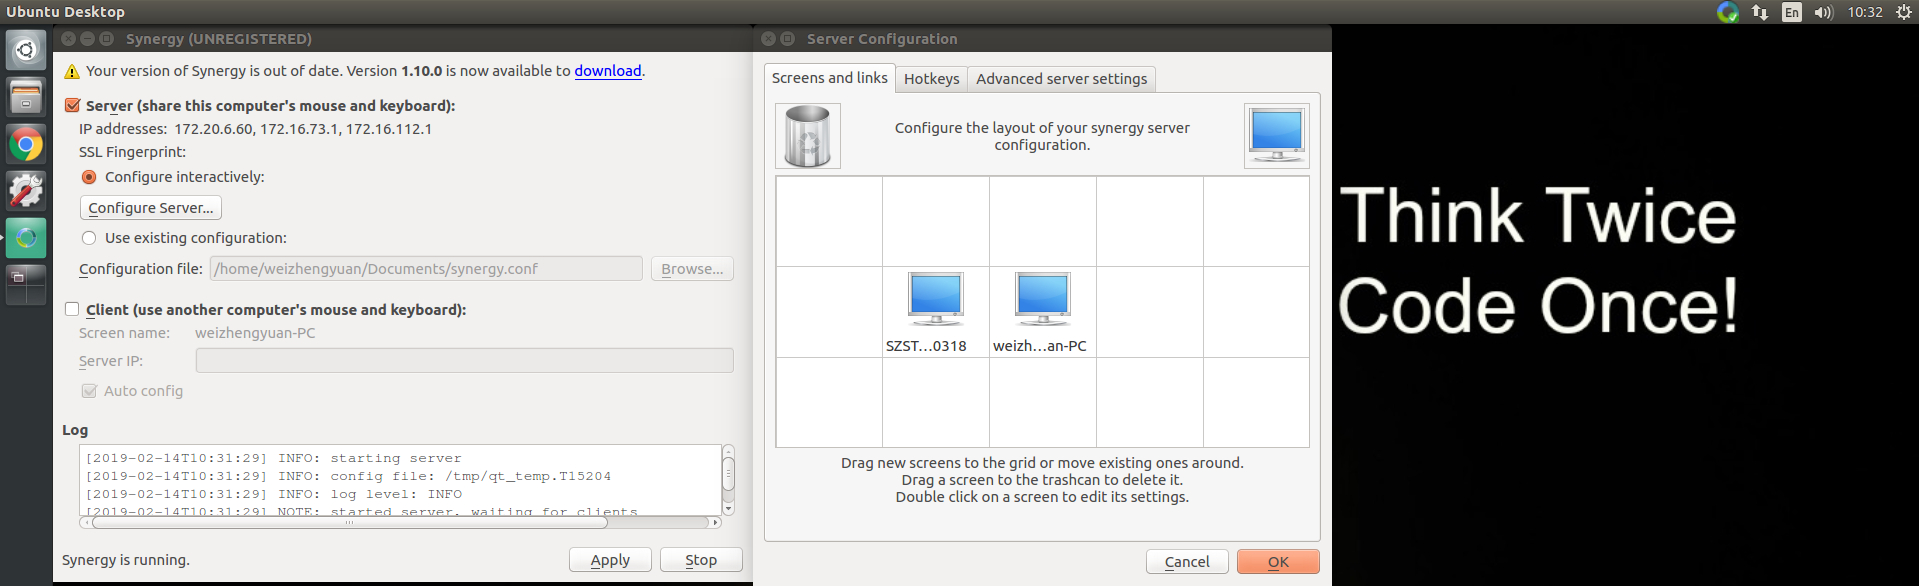 Ubuntu Desktop
En
10:32
Synergy (UNREGISTERED)
Your version of Synergy is out of date. Version 1.10.0 is now available to download.
Server (share this computer's mouse and keyboard):
IP addresses: 172.20.6.60, 172.16.73.1, 172.16.112.1
SSL Fingerprint:
Configure interactively:
Configure Server...
Use existing configuration:
Configuration file: /home/weizhengyuan/Documents/synergy.conf Browse...
Client (use another computer's mouse and keyboard):
Screen name: weizhengyuan-PC
Server IP:
Auto config
Log
[2019-02-14T10:31:29] INFO: starting server
[2019-02-14T10:31:29] INFO: config file: /tmp/qt_temp.T15204
[2019-02-14T10:31:29] INFO: log level: INFO
[2019-02-14T10:31:29] NOTE: started server, waiting for clients
Synergy is running.
Apply
Stop
Server Configuration
Screens and links
Hotkeys
Advanced server settings
Configure the layout of your synergy server
configuration.
SZST...0318
weizh...an-PC
Drag new screens to the grid or move existing ones around.
Drag a screen to the trashcan to delete it.
Double click on a screen to edit its settings.
Cancel
OK
Think Twice
Code Once!